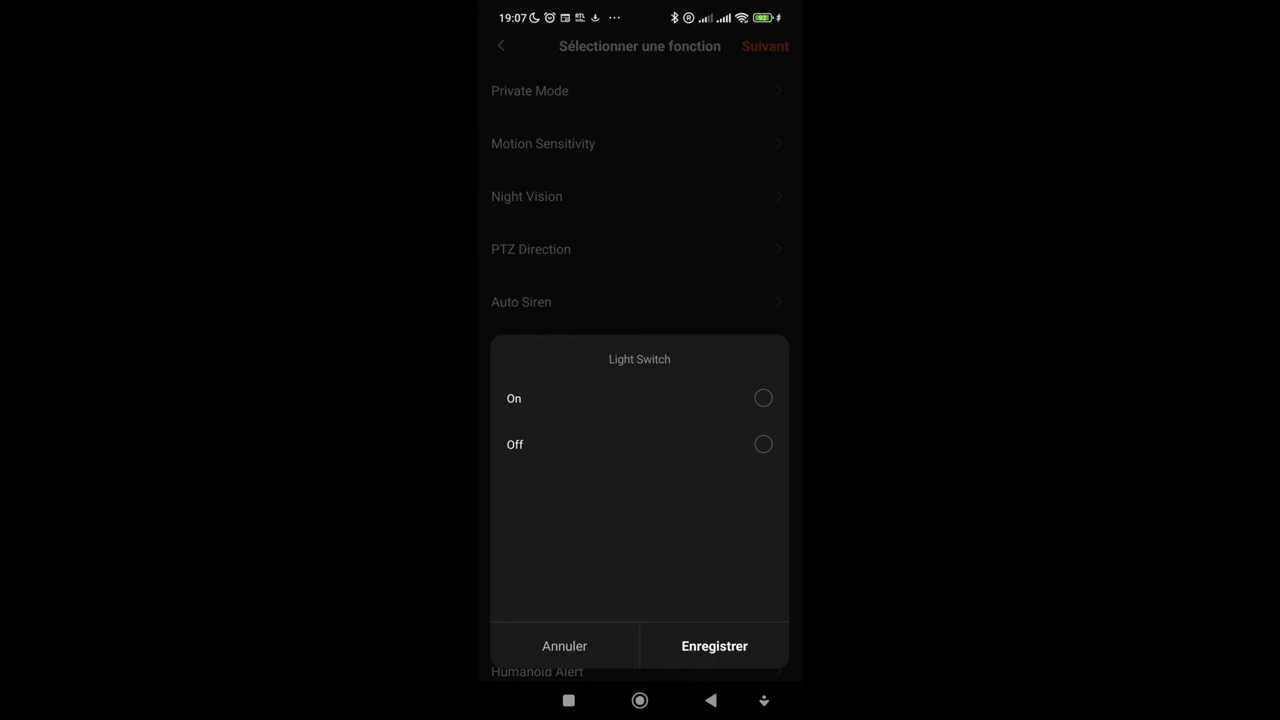 19:07
92
Sélectionner une fonction
Suivant
Private Mode
Motion Sensitivity
Night Vision
PTZ Direction
Auto Siren
Light Switch
On
Off
Annuler
Enregistrer
Humanoid Alert